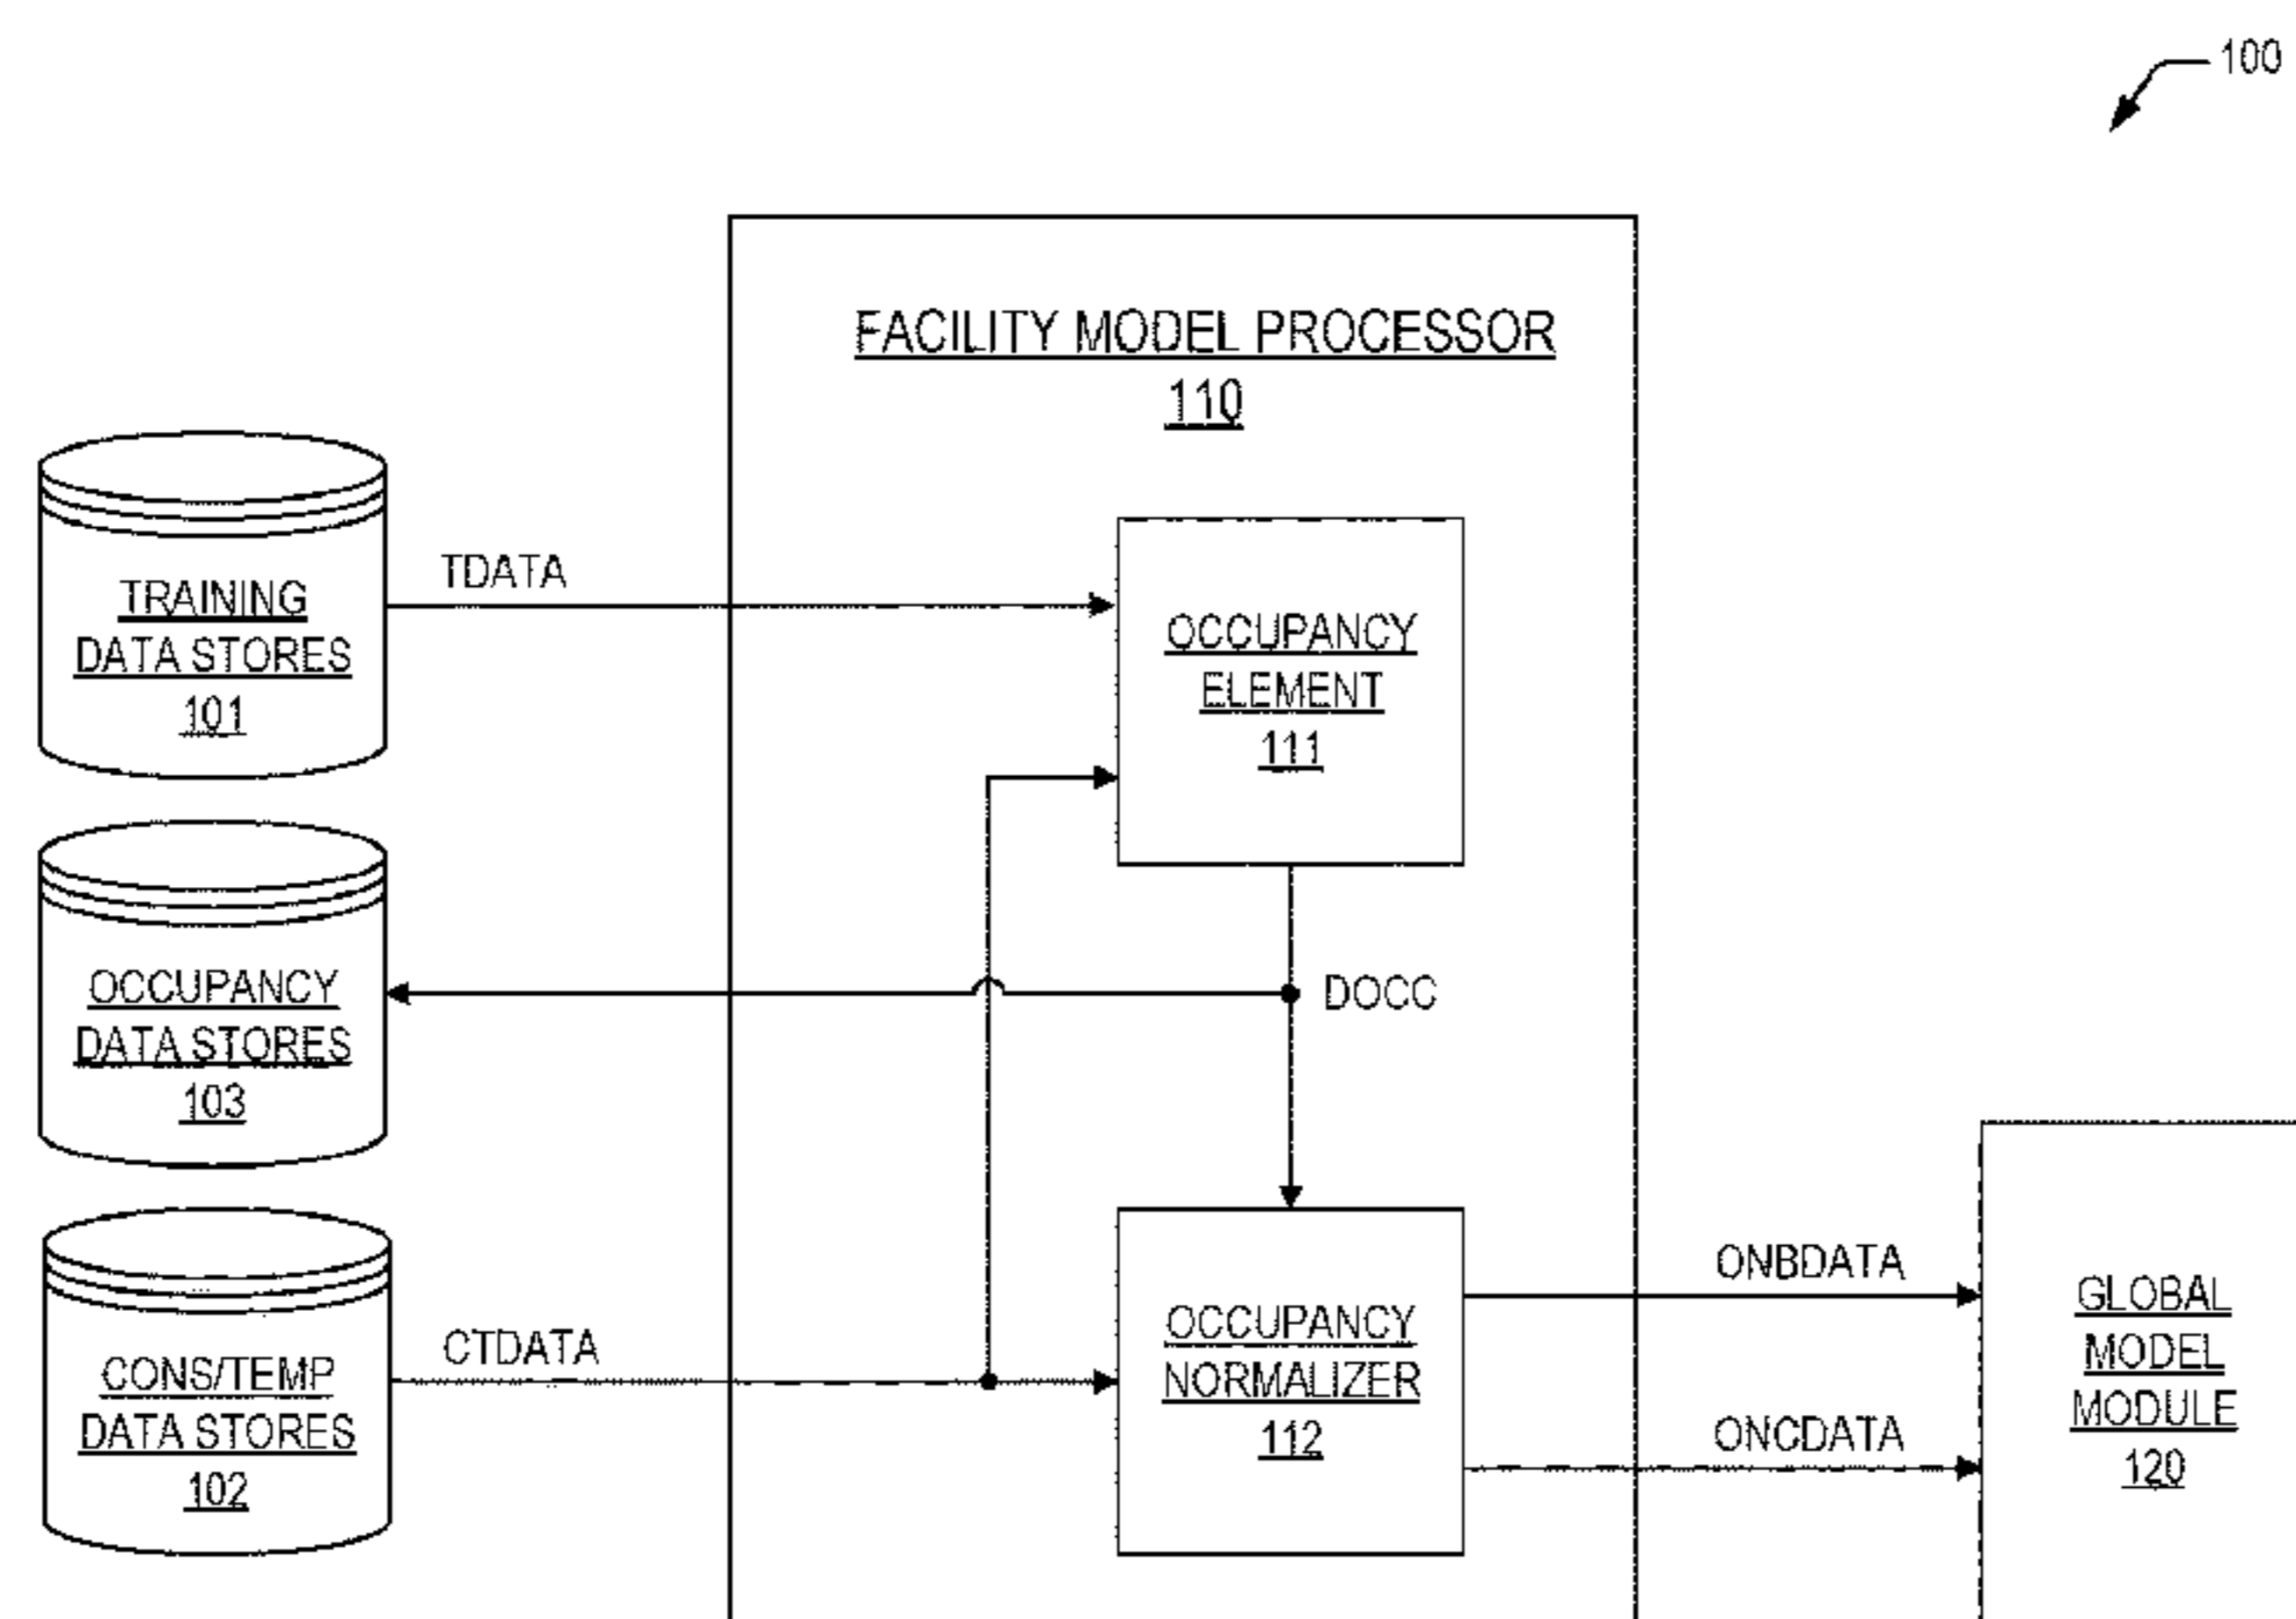 100
FACILITY MODEL PROCESSOR
110
TRAINING
DATA STORES
101
TDATA
OCCUPANCY
ELEMENT
111
OCCUPANCY
DATA STORES
103
DOCC
CONS/TEMP
DATA STORES
102
CTDATA
OCCUPANCY
NORMALIZER
112
ONBDATA
ONCDATA
GLOBAL
MODEL
MODULE
120